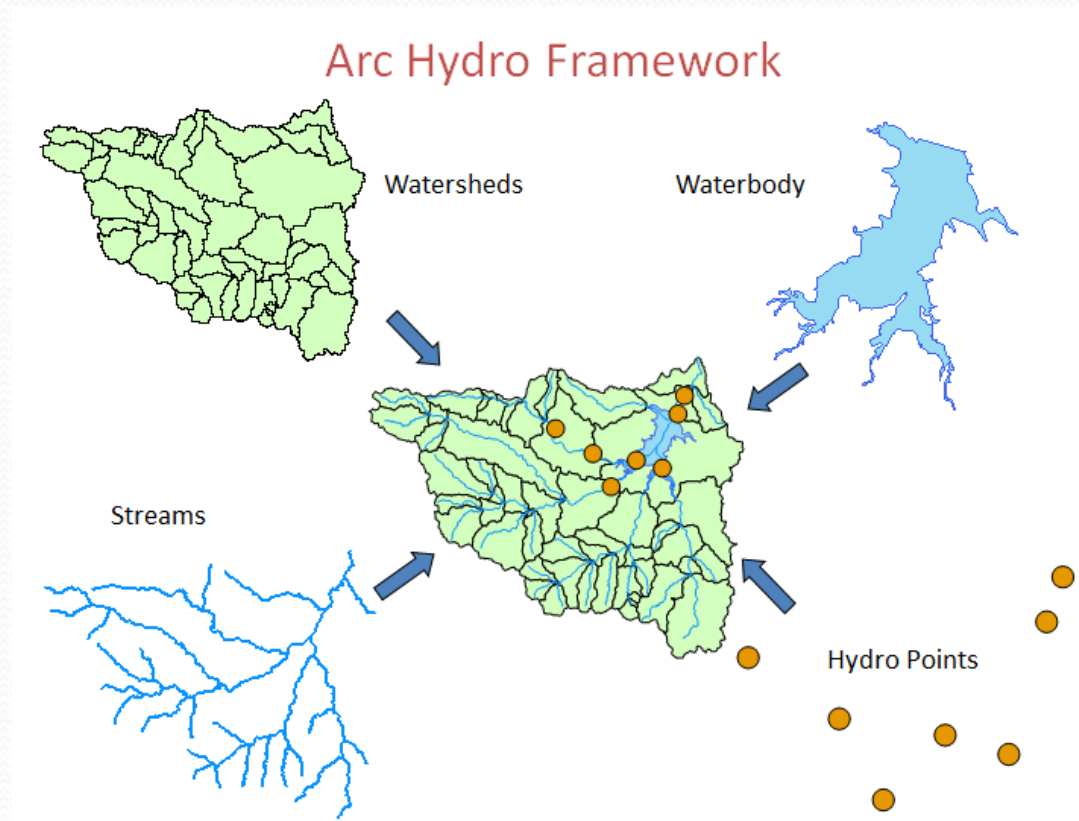 Arc Hydro Framework
Watersheds
Waterbody
Streams
Hydro Points